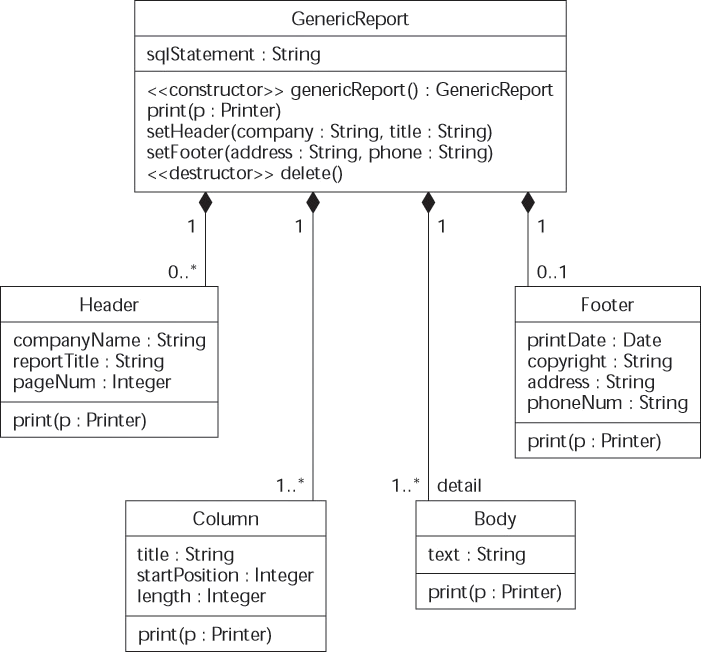 GenericReport
sqlStatement : String
<<constructor>> genericReport() : GenericReport
print(p : Printer)
setHeader(company : String, title : String)
setFooter(address : String, phone : String)
<<destructor>> delete()
1 1 1 1
0..* 0..1
Header
companyName : String
reportTitle : String
pageNum : Integer
print(p : Printer)
Footer
printDate : Date
copyright : String
address : String
phoneNum : String
print(p : Printer)
1..* 1..* detail
Column
title : String
startPosition : Integer
length : Integer
print(p : Printer)
Body
text : String
print(p : Printer)